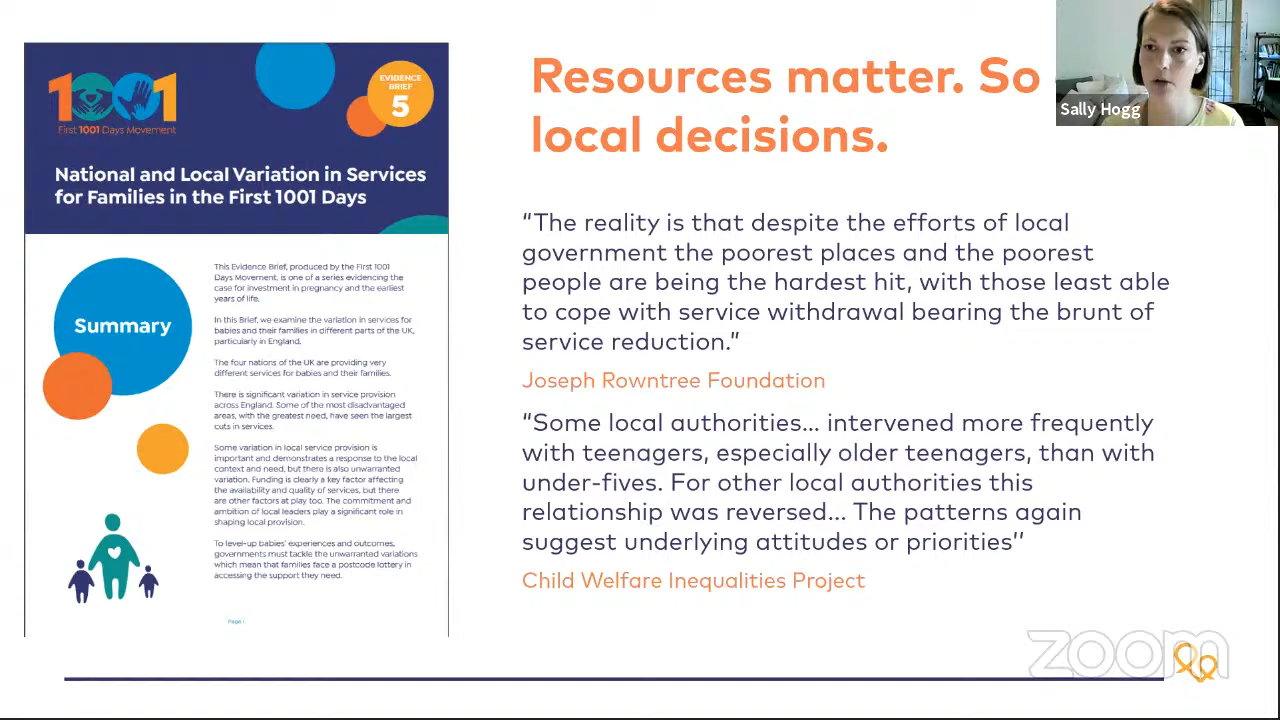 1001
First 1001 Days Movement
EVIDENCE
BRIEF
5
National and Local Variation in Services
for Families in the First 1001 Days
Summary
This Evidence Brief, produced by the First 1001
Days Movement, is one of a series evidencing the
case for investment in pregnancy and the earliest
years of life.
In this Brief, we examine the variation in services for
babies and their families in different parts of the UK,
particularly in England.
The four nations of the UK are providing very
different services for babies and their families.
There is significant variation in service provision
across England. Some of the most disadvantaged
areas, with the greatest need, have seen the largest
cuts in services.
Some variation in local service provision is
important and demonstrates a response to the local
context and need, but there is also unwarranted
variation. Funding is clearly a key factor affecting
the availability and quality of services, but there
are other factors at play too. The commitment and
ambition of local leaders play a significant role in
shaping local provision.
To level-up babies' experiences and outcomes,
governments must tackle the unwarranted variations
which mean that families face a postcode lottery in
accessing the support they need.
Page 1
Resources matter. So
local decisions.
“The reality is that despite the efforts of local
government the poorest places and the poorest
people are being the hardest hit, with those least able
to cope with service withdrawal bearing the brunt of
service reduction.”
Joseph Rowntree Foundation
“Some local authorities... intervened more frequently
with teenagers, especially older teenagers, than with
under-fives. For other local authorities this
relationship was reversed... The patterns again
suggest underlying attitudes or priorities’’
Child Welfare Inequalities Project
Sally Hogg
zoom